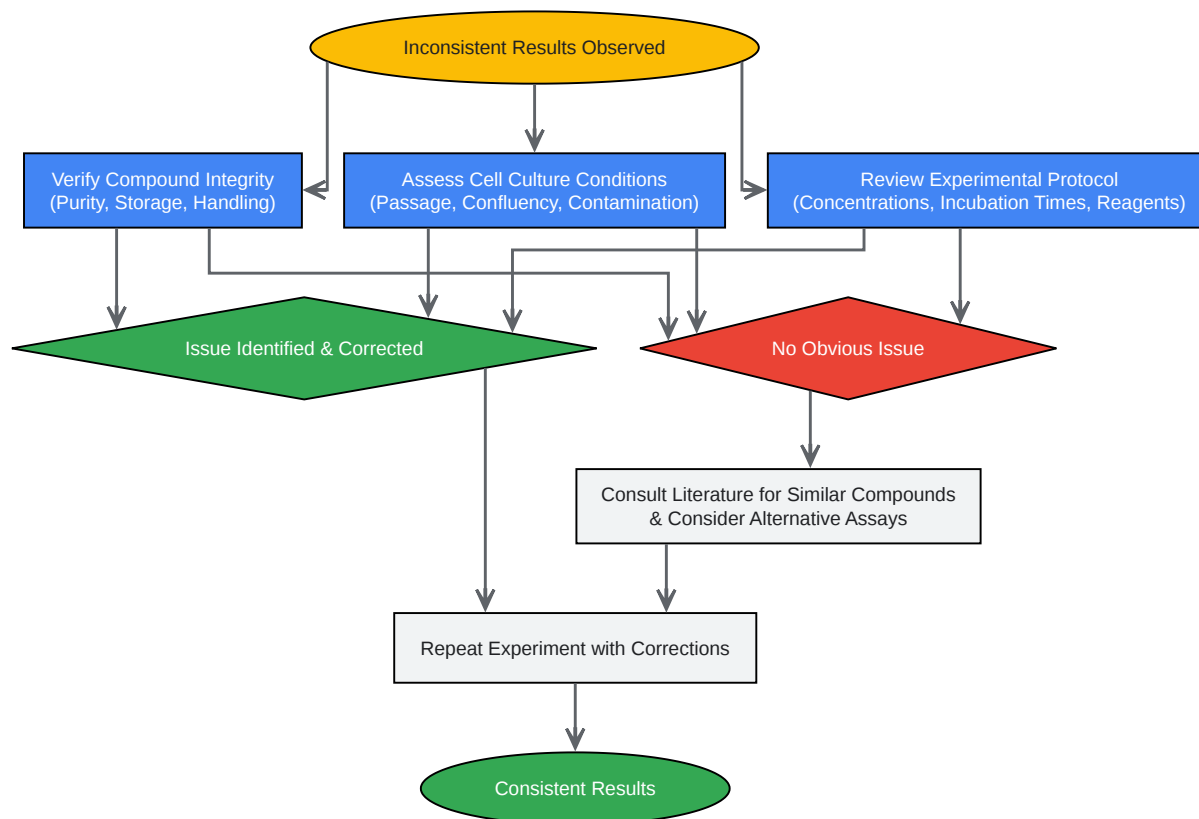 Inconsistent Results Observed
Verify Compound Integrity
(Purity, Storage, Handling)
Assess Cell Culture Conditions
(Passage, Confluency, Contamination)
Review Experimental Protocol
(Concentrations, Incubation Times, Reagents)
Issue Identified & Corrected
No Obvious Issue
Consult Literature for Similar Compounds
& Consider Alternative Assays
Repeat Experiment with Corrections
Consistent Results